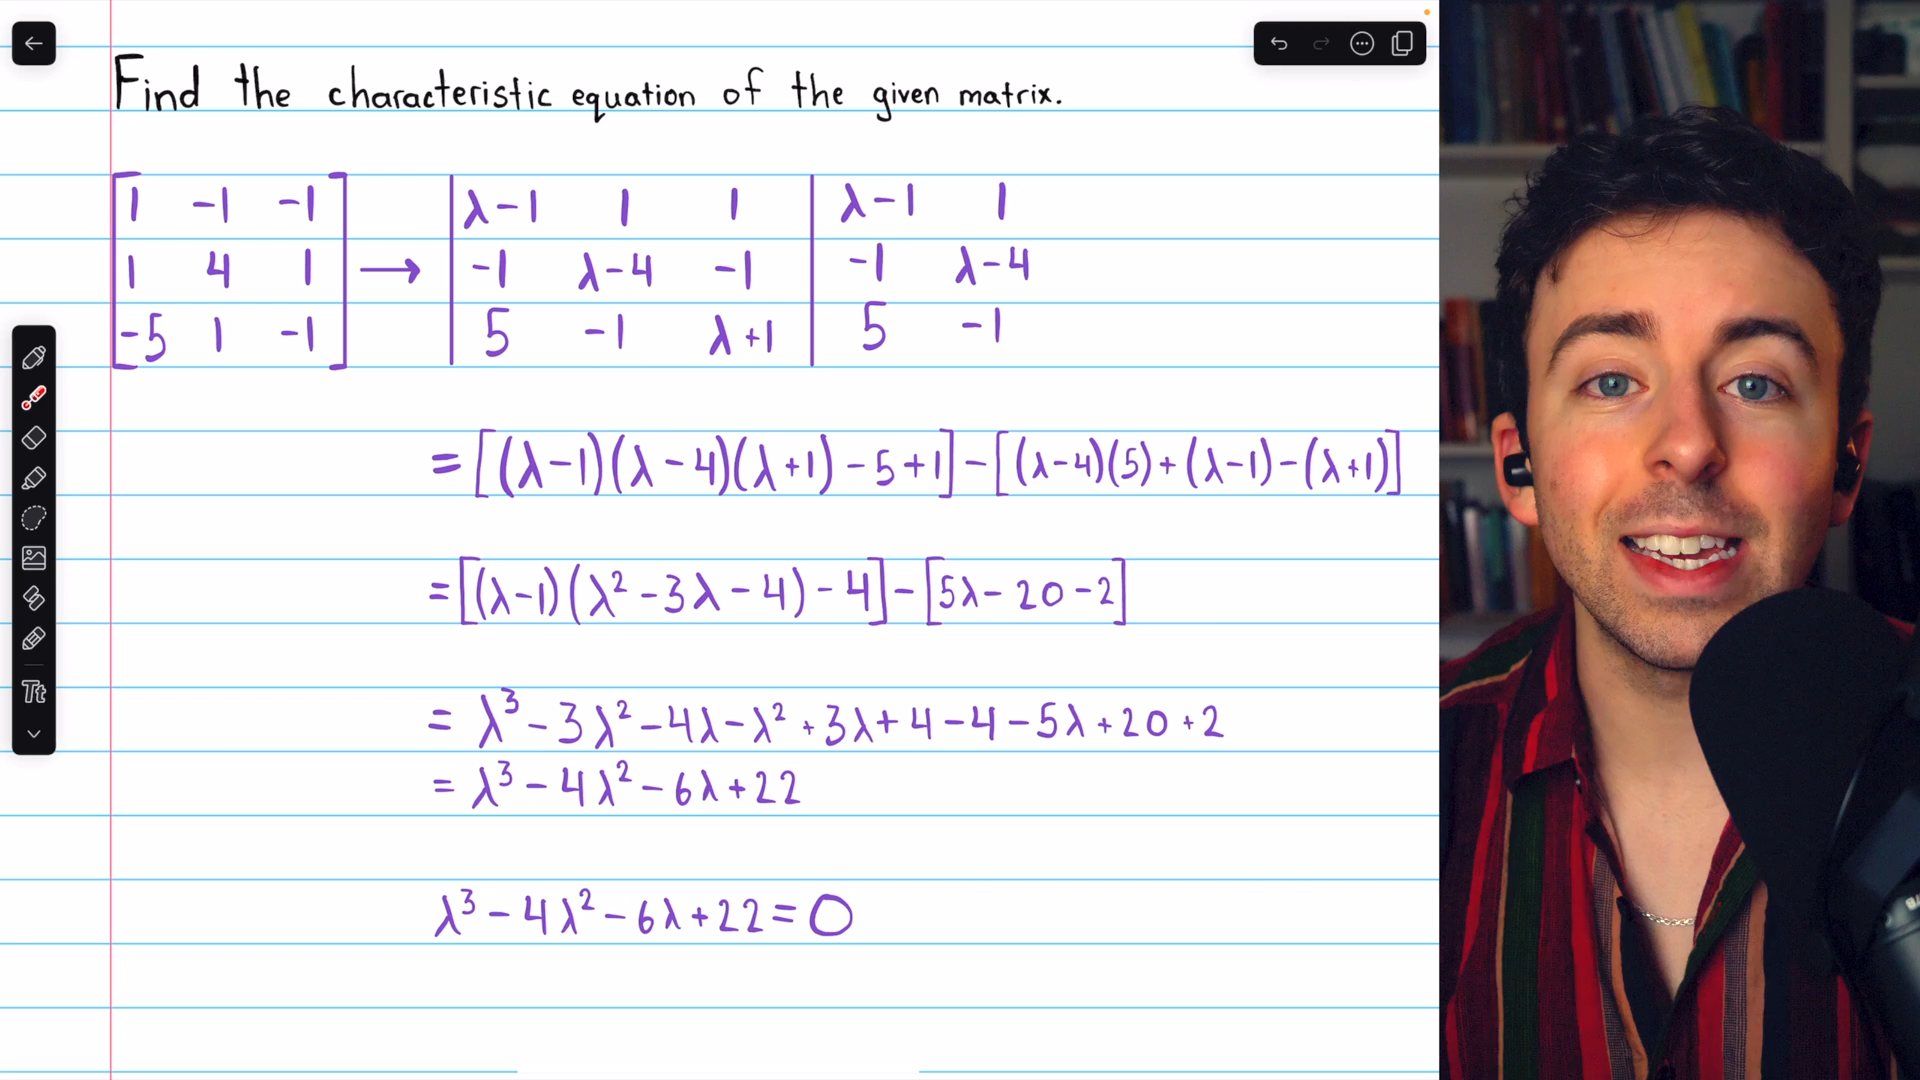 Find the characteristic equation of the given matrix.
1 -1 -1 | λ-1 1 1 | λ-1 1
1 4 1 → | -1 λ-4 -1 | -1 λ-4
-5 1 -1 | 5 -1 λ+1 | 5 -1
= [(λ-1)(λ-4)(λ+1) - 5 + 1] - [(λ-4)(5) + (λ-1) - (λ+1)]
= [(λ-1)(λ² - 3λ - 4) - 4] - [5λ - 20 - 2]
= λ³ - 3λ² - 4λ - λ² + 3λ + 4 - 4 - 5λ + 20 + 2
= λ³ - 4λ² - 6λ + 22
λ³ - 4λ² - 6λ + 22 = 0
Tt